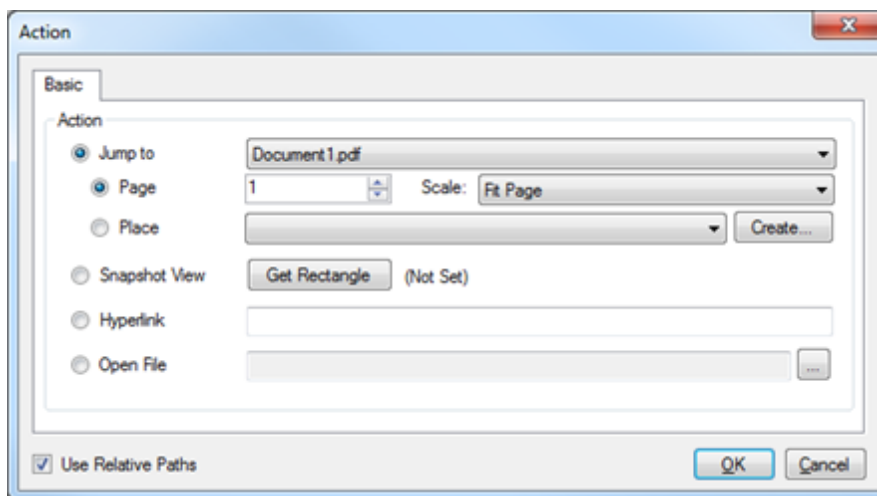 Action
Basic
Action
Jump to Document1.pdf
Page 1 Scale: Fit Page
Place Create...
Snapshot View Get Rectangle (Not Set)
Hyperlink
Open File ...
Use Relative Paths OK Cancel